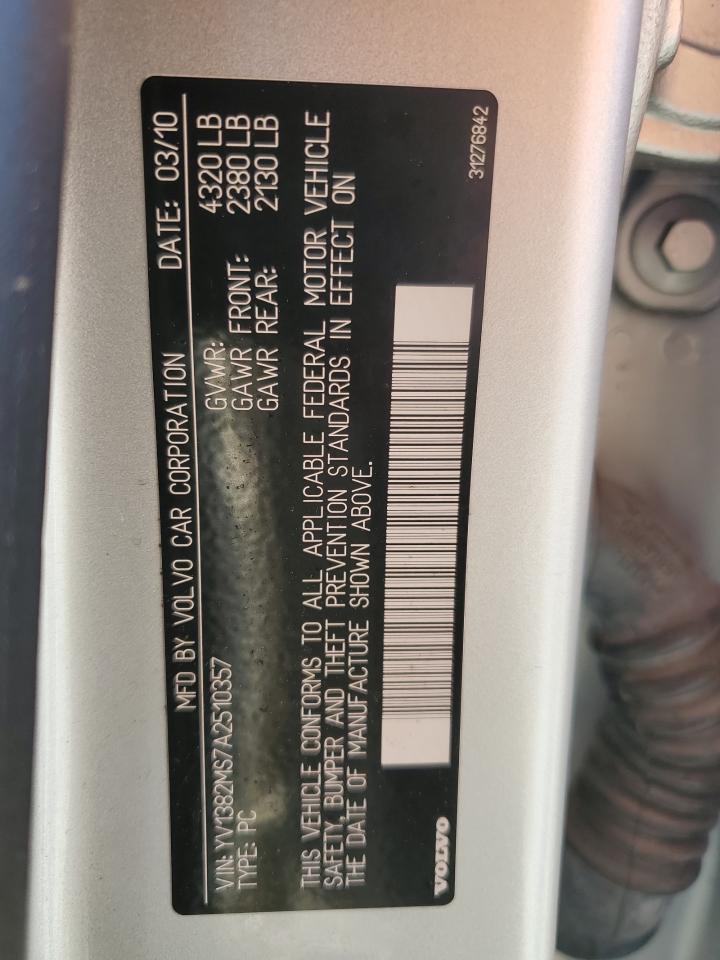 MFD BY VOLVO CAR CORPORATION DATE: 03/10
VIN: YV1382MS7A2510357 GVWR: 4320 LB
TYPE: PC GAWR FRONT: 2380 LB
GAWR REAR: 2130 LB
THIS VEHICLE CONFORMS TO ALL APPLICABLE FEDERAL MOTOR VEHICLE
SAFETY, BUMPER AND THEFT PREVENTION STANDARDS IN EFFECT ON
THE DATE OF MANUFACTURE SHOWN ABOVE.
VOLVO 31276842